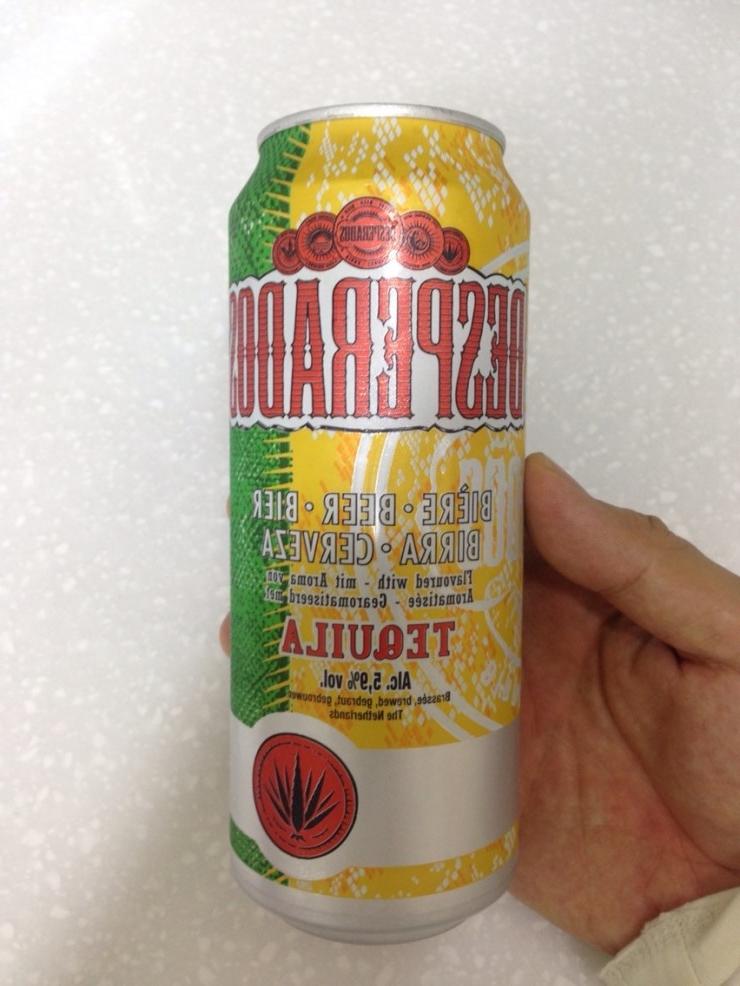 DESPERADOS
DESPERADOS
BIÈRE • BEER • BIER
BIRRA • CERVEZA
Flavoured with - mit Aroma von
Aromatisée - Gearomatiseerd met
TEQUILA
Alc. 5,9% vol.
Brassée, brewed, gebraut, gebrouwen
The Netherlands